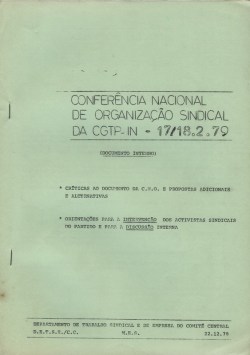 CONFERÊNCIA NACIONAL
DE ORGANIZAÇÃO SINDICAL
DA CGTP-IN - 17/18.2.79
(DOCUMENTO INTERNO)
* CRÍTICAS AO DOCUMENTO DA C.N.O. E PROPOSTAS ADICIONAIS
E ALTERNATIVAS
* ORIENTAÇÕES PARA A INTERVENÇÃO DOS ACTIVISTAS SINDICAIS
DO PARTIDO E PARA A DISCUSSÃO INTERNA
DEPARTAMENTO DE TRABALHO SINDICAL E DE EMPRESA DO COMITÉ CENTRAL